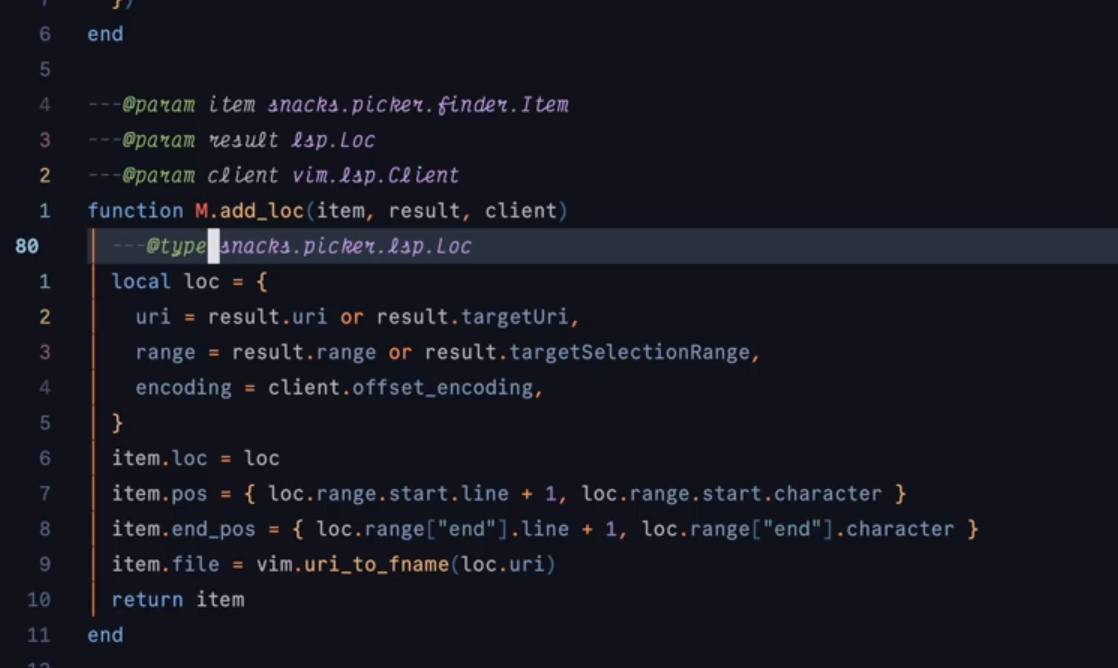 7 })
6 end
5
4 ---@param item snacks.picker.finder.Item
3 ---@param result lsp.Loc
2 ---@param client vim.lsp.Client
1 function M.add_loc(item, result, client)
80 ---@type snacks.picker.lsp.Loc
1 local loc = {
2 uri = result.uri or result.targetUri,
3 range = result.range or result.targetSelectionRange,
4 encoding = client.offset_encoding,
5 }
6 item.loc = loc
7 item.pos = { loc.range.start.line + 1, loc.range.start.character }
8 item.end_pos = { loc.range["end"].line + 1, loc.range["end"].character }
9 item.file = vim.uri_to_fname(loc.uri)
10 return item
11 end
12